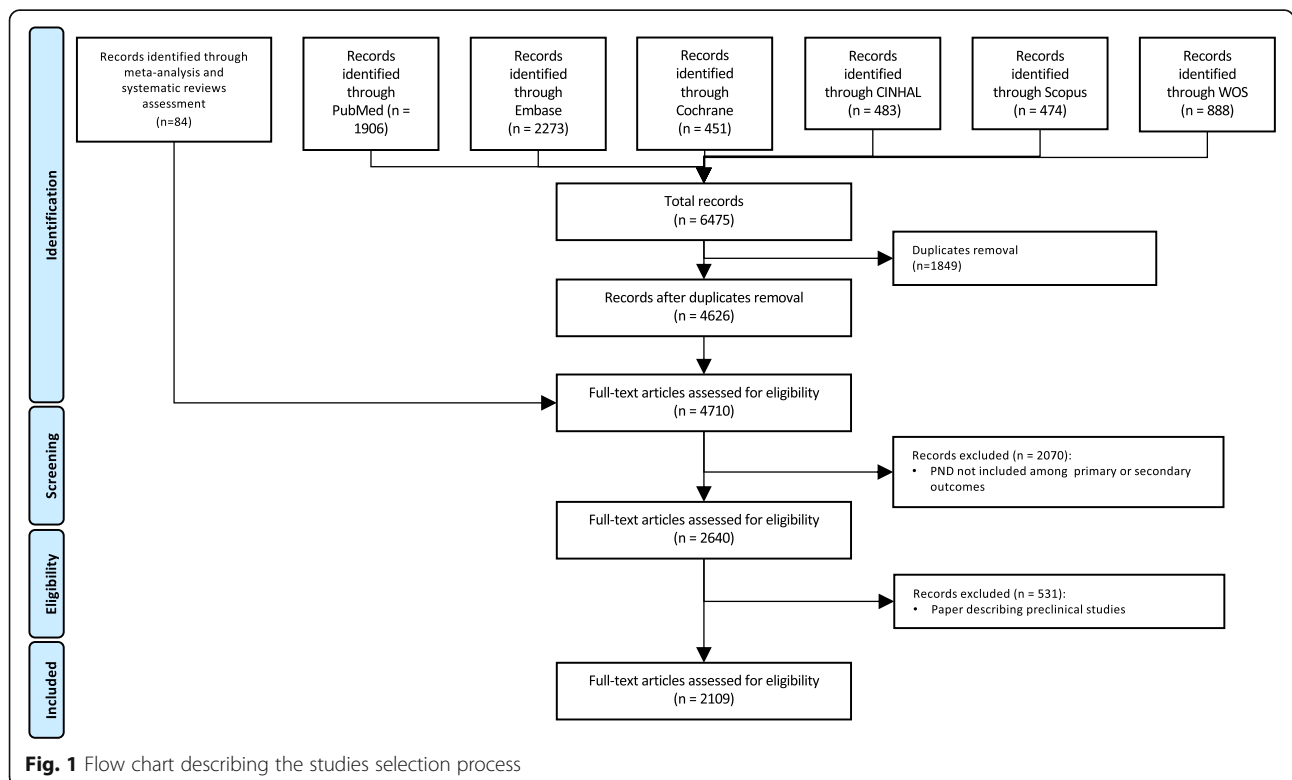 Identification
Records identified through
meta-analysis and
systematic reviews
assessment
(n=84)
Records
identified
through
PubMed (n =
1906)
Records
identified
through
Embase
(n = 2273)
Records
identified
through
Cochrane
(n = 451)
Records
identified
through CINHAL
(n = 483)
Records
identified
through Scopus
(n = 474)
Records
identified
through WOS
(n = 888)
Total records
(n = 6475)
Duplicates removal
(n=1849)
Records after duplicates removal
(n = 4626)
Full-text articles assessed for eligibility
(n = 4710)
Screening
Records excluded (n = 2070):
• PND not included among primary or secondary
outcomes
Full-text articles assessed for eligibility
(n = 2640)
Eligibility
Records excluded (n = 531):
• Paper describing preclinical studies
Included
Full-text articles assessed for eligibility
(n = 2109)
Fig. 1 Flow chart describing the studies selection process